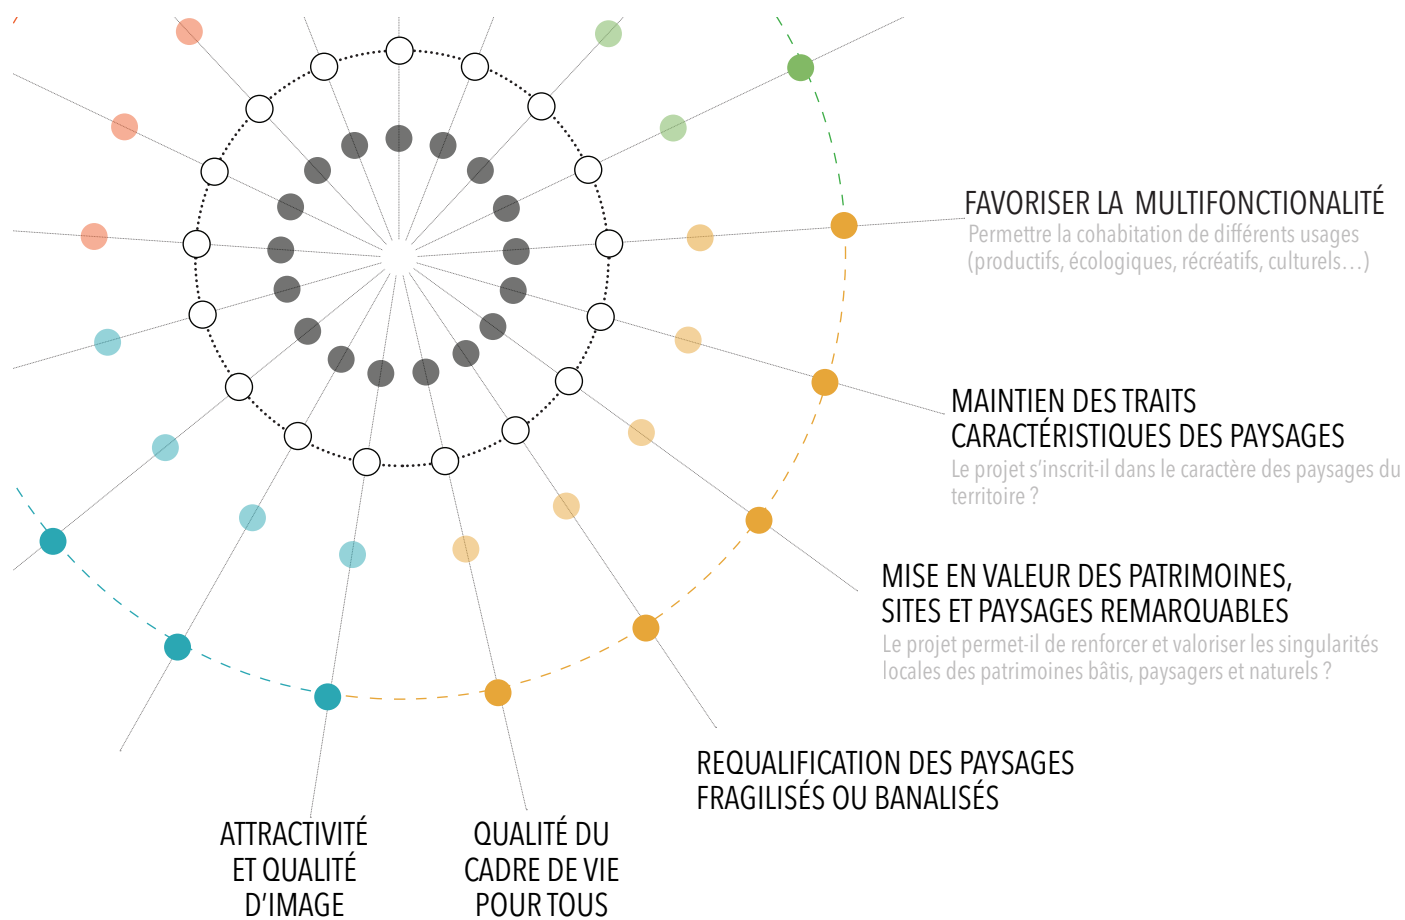 FAVORISER LA MULTIFONCTIONALITÉ
Permettre la cohabitation de différents usages
(productifs, écologiques, récréatifs, culturels…)
MAINTIEN DES TRAITS
CARACTÉRISTIQUES DES PAYSAGES
Le projet s’inscrit-il dans le caractère des paysages du
territoire ?
MISE EN VALEUR DES PATRIMOINES,
SITES ET PAYSAGES REMARQUABLES
Le projet permet-il de renforcer et valoriser les singularités
locales des patrimoines bâtis, paysagers et naturels ?
REQUALIFICATION DES PAYSAGES
FRAGILISÉS OU BANALISÉS
QUALITÉ DU
CADRE DE VIE
POUR TOUS
ATTRACTIVITÉ
ET QUALITÉ
D’IMAGE